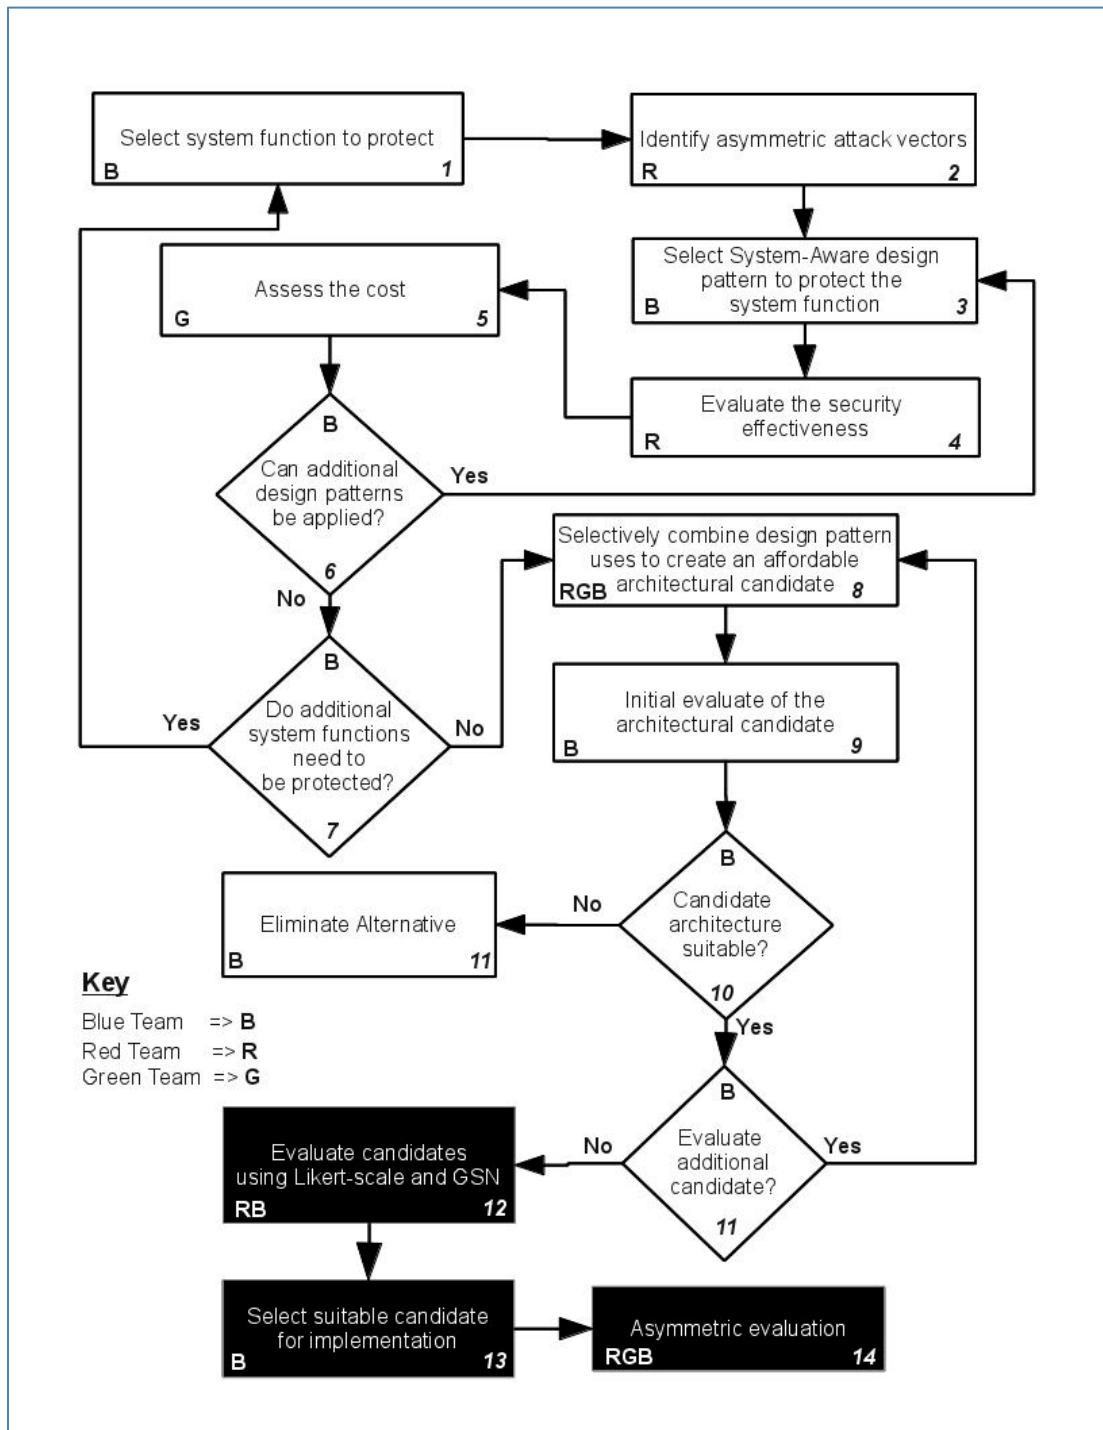 Select system function to protect
B
1
Identify asymmetric attack vectors
R
2
Select System-Aware design
pattern to protect the
system function
B
3
Evaluate the security
effectiveness
R
4
Assess the cost
G
5
B
Can additional
design patterns
be applied?
6
Yes
No
B
Do additional
system functions
need to
be protected?
7
Yes
No
Selectively combine design pattern
uses to create an affordable
architectural candidate
RGB
8
Initial evaluate of the
architectural candidate
B
9
B
Candidate
architecture
suitable?
10
No
Yes
Eliminate Alternative
B
11
Key
Blue Team => B
Red Team => R
Green Team => G
B
Evaluate
additional
candidate?
11
No
Yes
Evaluate candidates
using Likert-scale and GSN
RB
12
Select suitable candidate
for implementation
B
13
Asymmetric evaluation
RGB
14